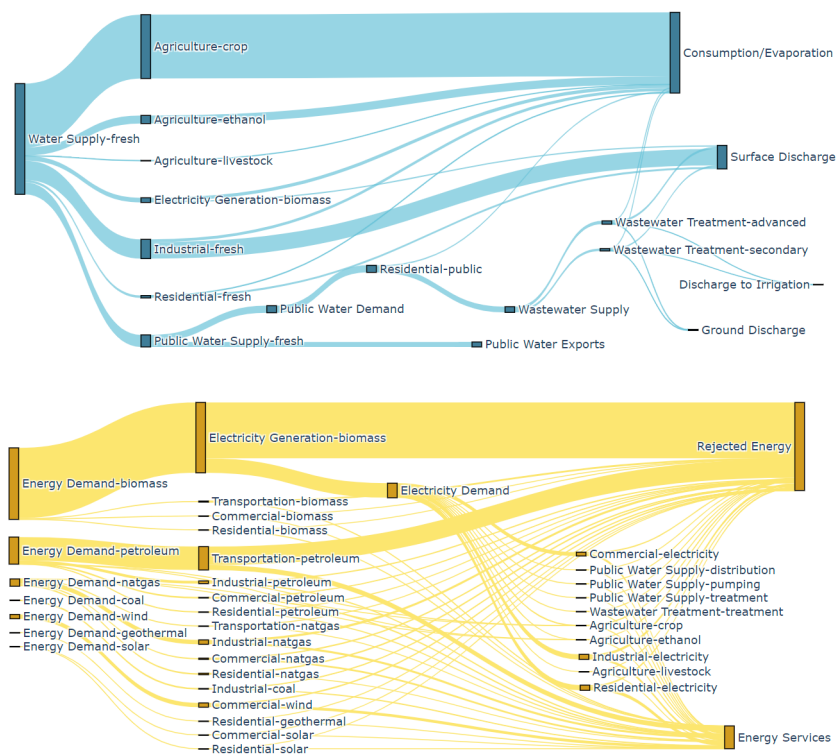 Agriculture-crop
Consumption/Evaporation
Agriculture-ethanol
Water Supply-fresh
Surface Discharge
Agriculture-livestock
Electricity Generation-biomass
Wastewater Treatment-advanced
Industrial-fresh
Wastewater Treatment-secondary
Residential-public
Discharge to Irrigation
Residential-fresh
Public Water Demand
Wastewater Supply
Ground Discharge
Public Water Supply-fresh
Public Water Exports
Electricity Generation-biomass
Rejected Energy
Energy Demand-biomass
Electricity Demand
Transportation-biomass
Commercial-biomass
Residential-biomass
Energy Demand-petroleum
Transportation-petroleum
Commercial-electricity
Public Water Supply-distribution
Energy Demand-natgas
Industrial-petroleum
Public Water Supply-pumping
Energy Demand-coal
Commercial-petroleum
Public Water Supply-treatment
Energy Demand-wind
Residential-petroleum
Wastewater Treatment-treatment
Transportation-natgas
Agriculture-crop
Energy Demand-geothermal
Industrial-natgas
Agriculture-ethanol
Energy Demand-solar
Commercial-natgas
Industrial-electricity
Residential-natgas
Agriculture-livestock
Industrial-coal
Residential-electricity
Commercial-wind
Residential-geothermal
Commercial-solar
Energy Services
Residential-solar